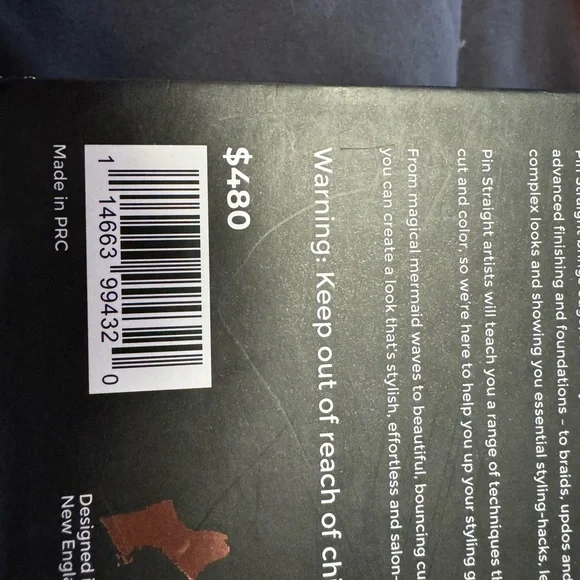 advanced finishing and foundations – to braids, updos and
complex looks and showing you essential styling-hacks,
Pin Straight artists will teach you a range of techniques
cut and color, so we're here to help you up your styling
From magical mermaid waves to beautiful, bouncing
you can create a look that's stylish, effortless and
Warning: Keep out of reach of
$480
1 14663 99432 0
Made in PRC
Designed
New